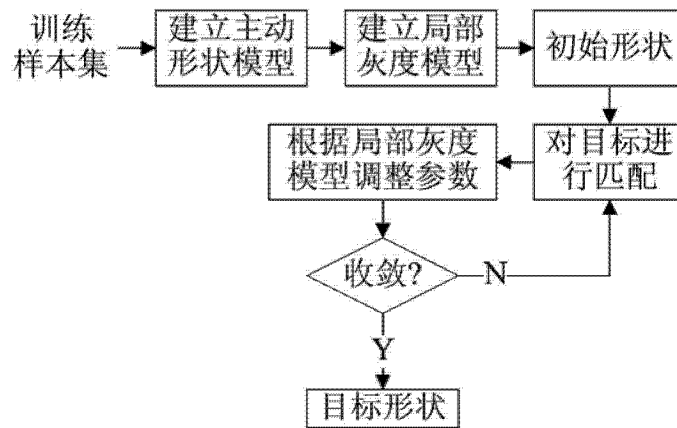 训练
样本集
建立主动
形状模型
建立局部
灰度模型
初始形状
对目标进
行匹配
根据局部灰度
模型调整参数
收敛?
N
Y
目标形状